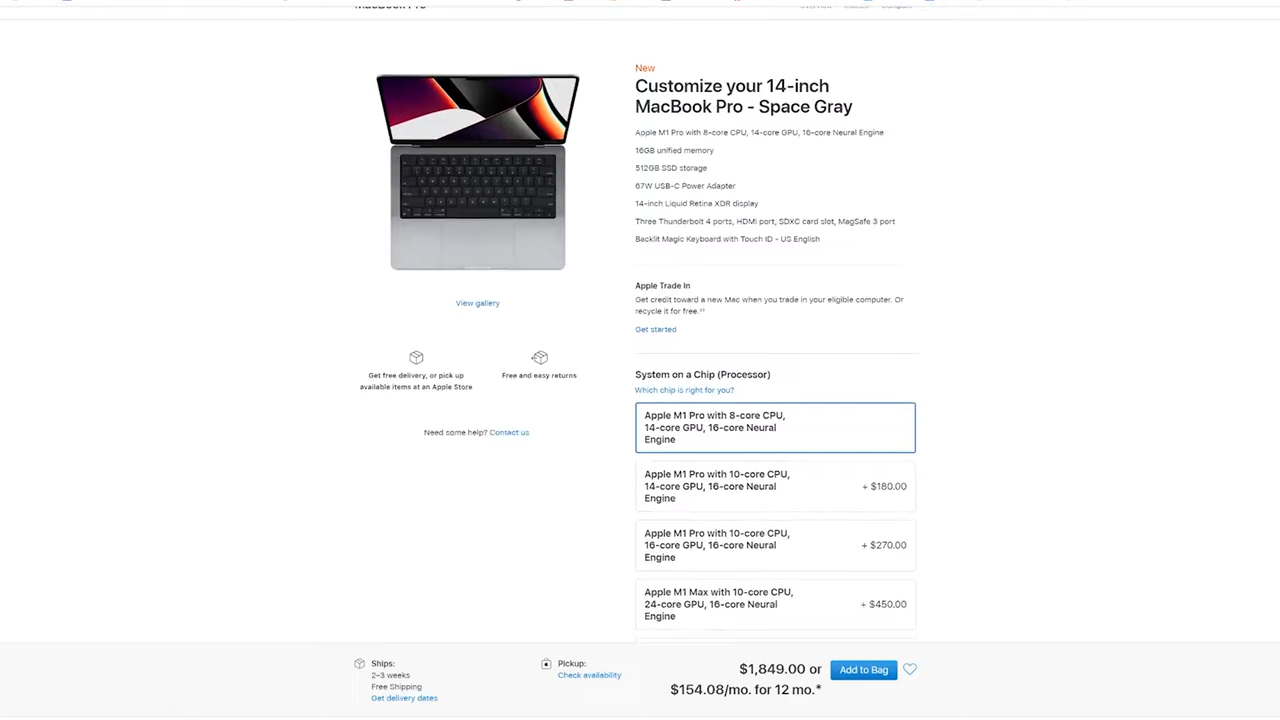 MacBook Pro
New
Customize your 14-inch
MacBook Pro - Space Gray
Apple M1 Pro with 8-core CPU, 14-core GPU, 16-core Neural Engine
16GB unified memory
512GB SSD storage
67W USB-C Power Adapter
14-inch Liquid Retina XDR display
Three Thunderbolt 4 ports, HDMI port, SDXC card slot, MagSafe 3 port
Backlit Magic Keyboard with Touch ID - US English
View gallery
Get free delivery, or pick up
available items at an Apple Store
Free and easy returns
Need some help? Contact us
Apple Trade In
Get credit toward a new Mac when you trade in your eligible computer. Or
recycle it for free.
Get started
System on a Chip (Processor)
Which chip is right for you?
Apple M1 Pro with 8-core CPU,
14-core GPU, 16-core Neural
Engine
Apple M1 Pro with 10-core CPU,
14-core GPU, 16-core Neural
Engine
+ $180.00
Apple M1 Pro with 10-core CPU,
16-core GPU, 16-core Neural
Engine
+ $270.00
Apple M1 Max with 10-core CPU,
24-core GPU, 16-core Neural
Engine
+ $450.00
Ships:
2–3 weeks
Free Shipping
Get delivery dates
Pickup:
Check availability
$1,849.00 or
$154.08/mo. for 12 mo.*
Add to Bag